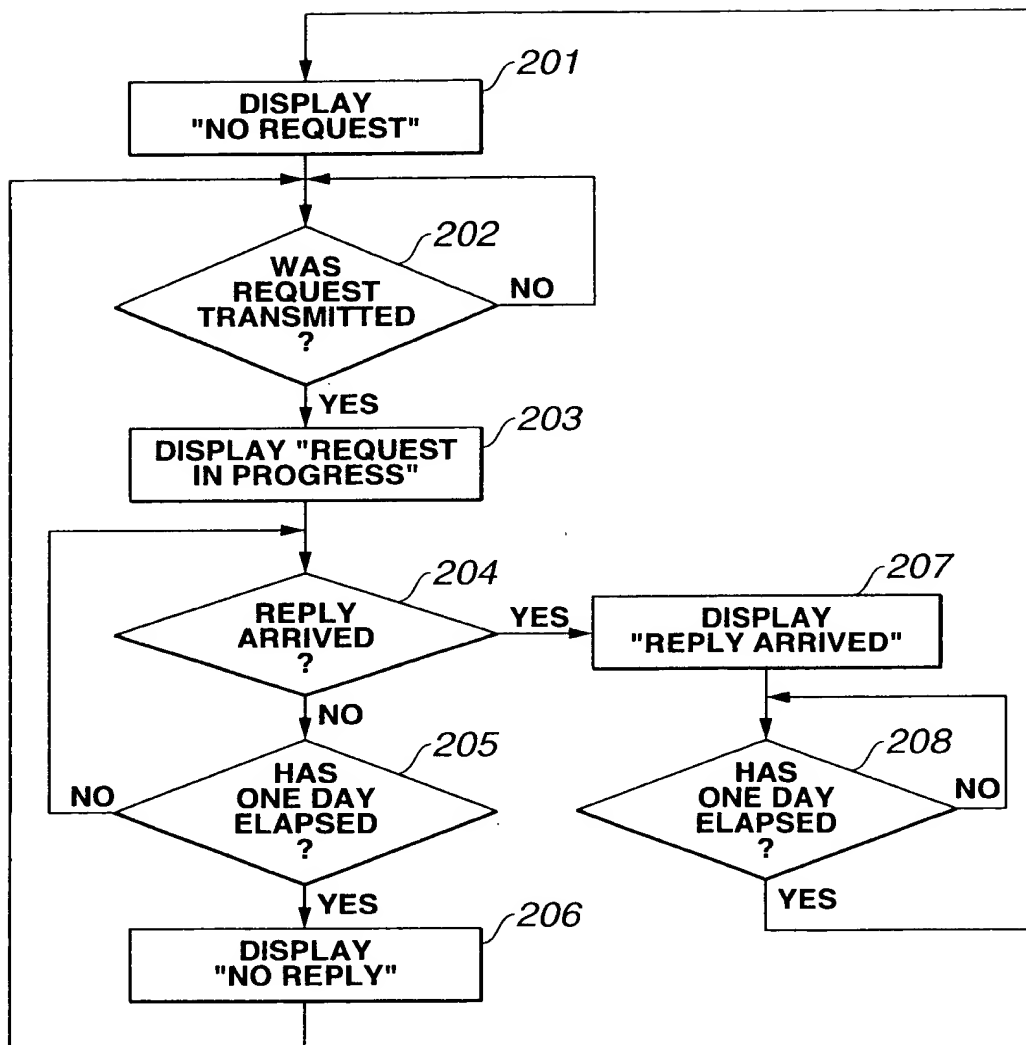 201
DISPLAY
"NO REQUEST"
202
WAS
REQUEST
TRANSMITTED
?
NO
YES
203
DISPLAY "REQUEST
IN PROGRESS"
204
REPLY
ARRIVED
?
YES
207
DISPLAY
"REPLY ARRIVED"
NO
205
HAS
ONE DAY
ELAPSED
?
NO
208
HAS
ONE DAY
ELAPSED
?
NO
YES
YES
206
DISPLAY
"NO REPLY"